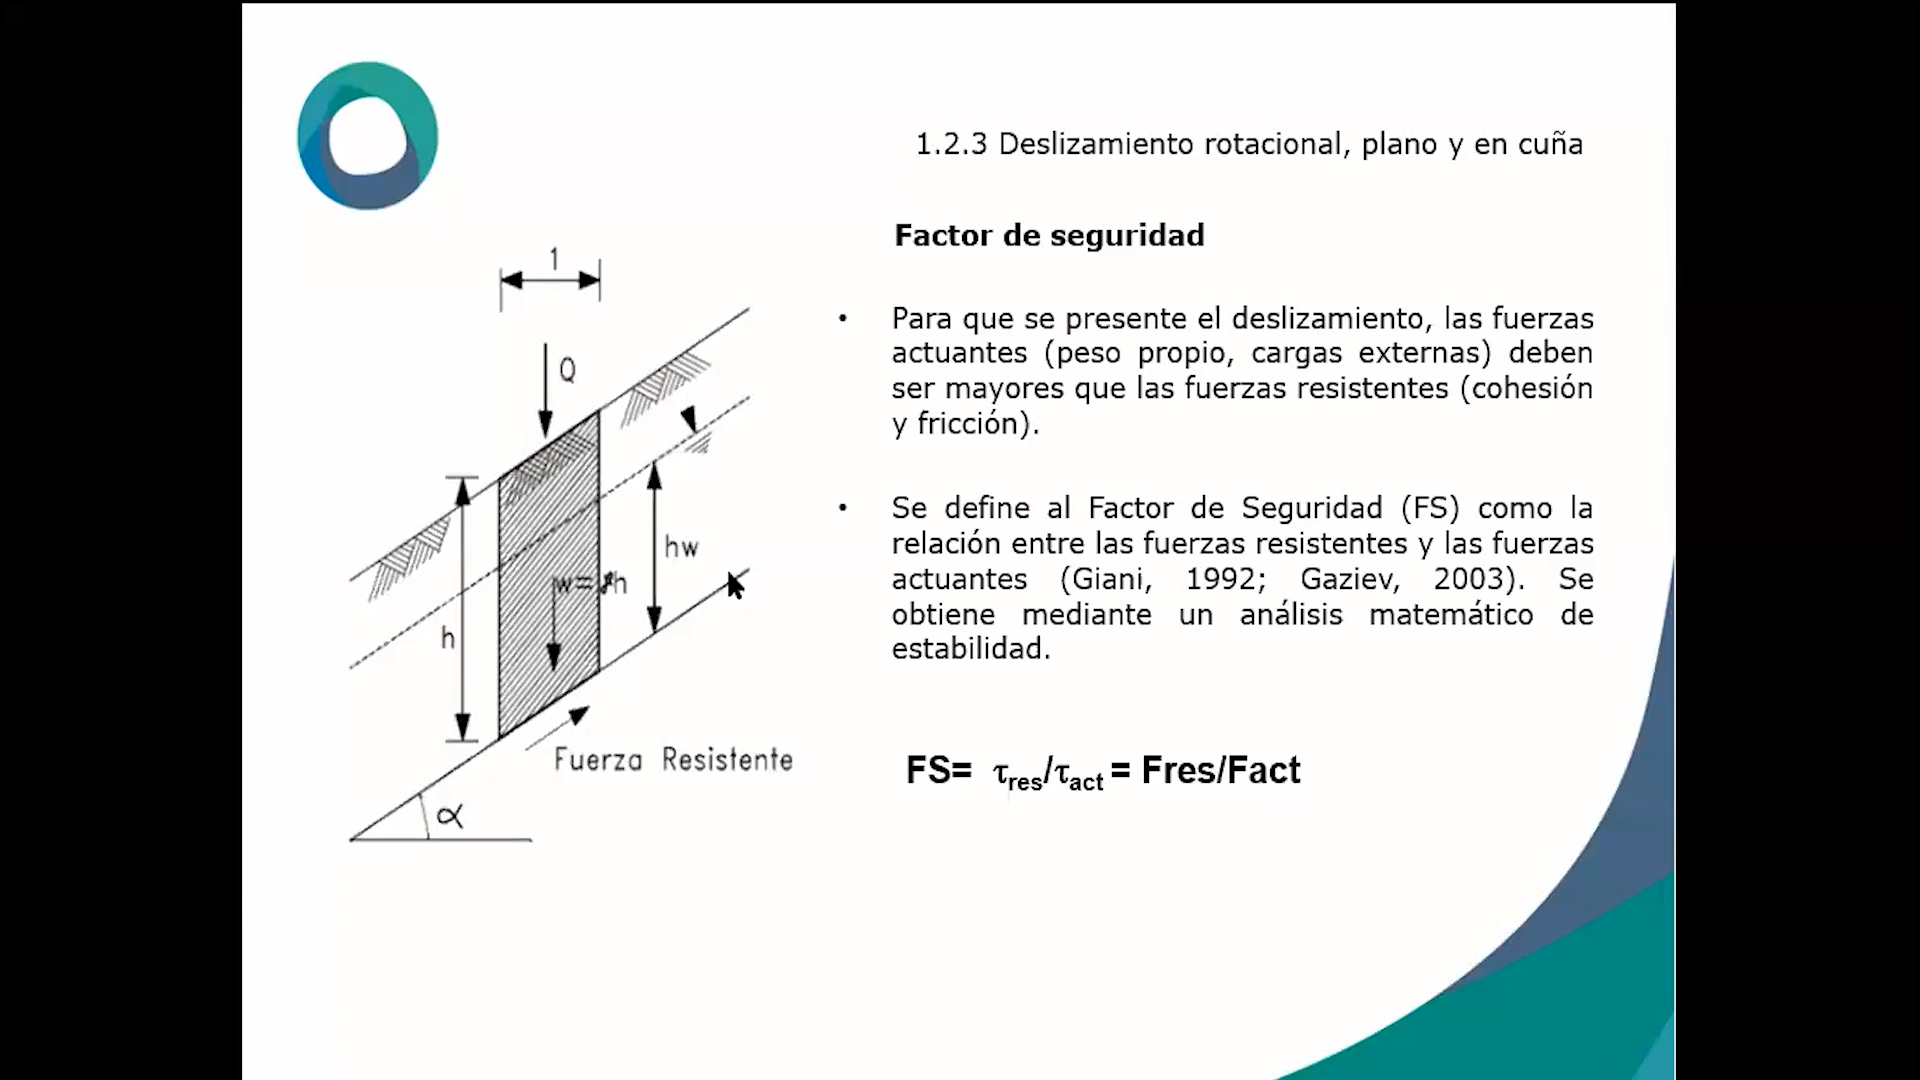 1.2.3 Deslizamiento rotacional, plano y en cuña
Factor de seguridad
• Para que se presente el deslizamiento, las fuerzas
actuantes (peso propio, cargas externas) deben
ser mayores que las fuerzas resistentes (cohesión
y fricción).
• Se define al Factor de Seguridad (FS) como la
relación entre las fuerzas resistentes y las fuerzas
actuantes (Giani, 1992; Gaziev, 2003). Se
obtiene mediante un análisis matemático de
estabilidad.
FS= τres/τact = Fres/Fact
1
Q
hw
h
Fuerza Resistente
α